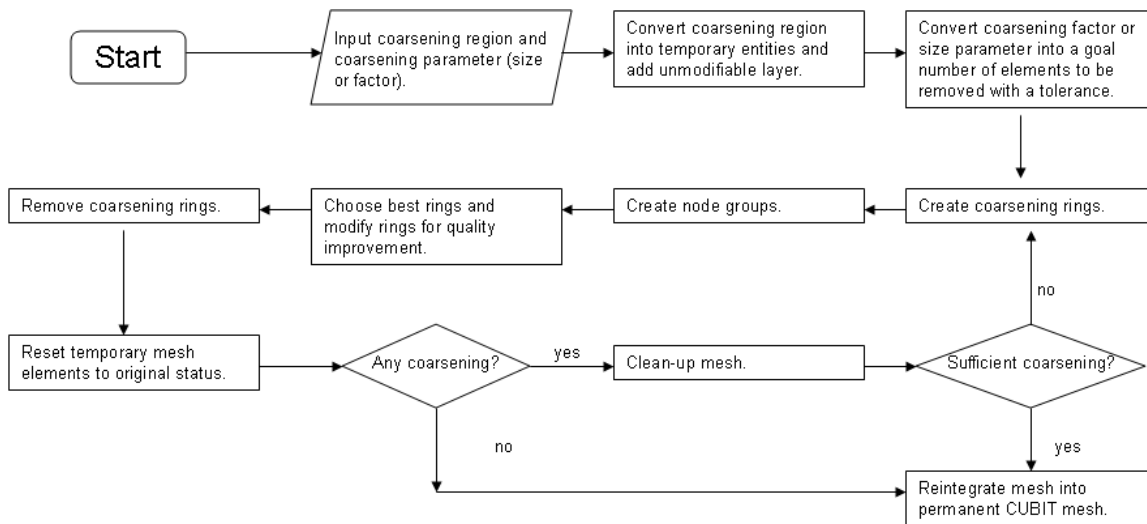 Start
Input coarsening region and
coarsening parameter (size
or factor).
Convert coarsening region
into temporary entities and
add unmodifiable layer.
Convert coarsening factor or
size parameter into a goal
number of elements to be
removed with a tolerance.
Remove coarsening rings.
Choose best rings and
modify rings for quality
improvement.
Create node groups.
Create coarsening rings.
no
Reset temporary mesh
elements to original status.
Any coarsening?
yes
Clean-up mesh.
Sufficient coarsening?
no
yes
Reintegrate mesh into
permanent CUBIT mesh.